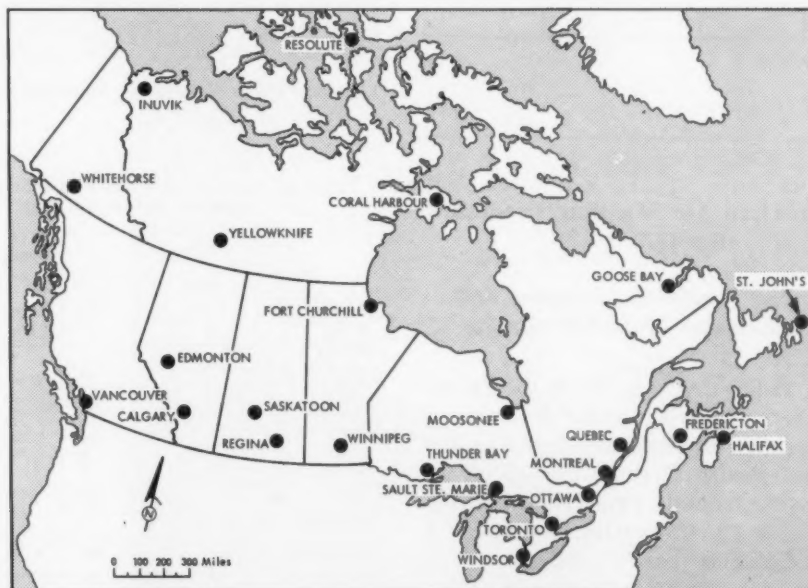 RESOLUTE
INUVIK
WHITEHORSE
CORAL HARBOUR
YELLOWKNIFE
GOOSE BAY
ST. JOHN'S
FORT CHURCHILL
EDMONTON
VANCOUVER
CALGARY
SASKATOON
MOOSONEE
FREDERICTON
REGINA
WINNIPEG
QUEBEC
HALIFAX
THUNDER BAY
MONTREAL
SAULT STE. MARIE
OTTAWA
N
TORONTO
WINDSOR
0 100 200 300 Miles